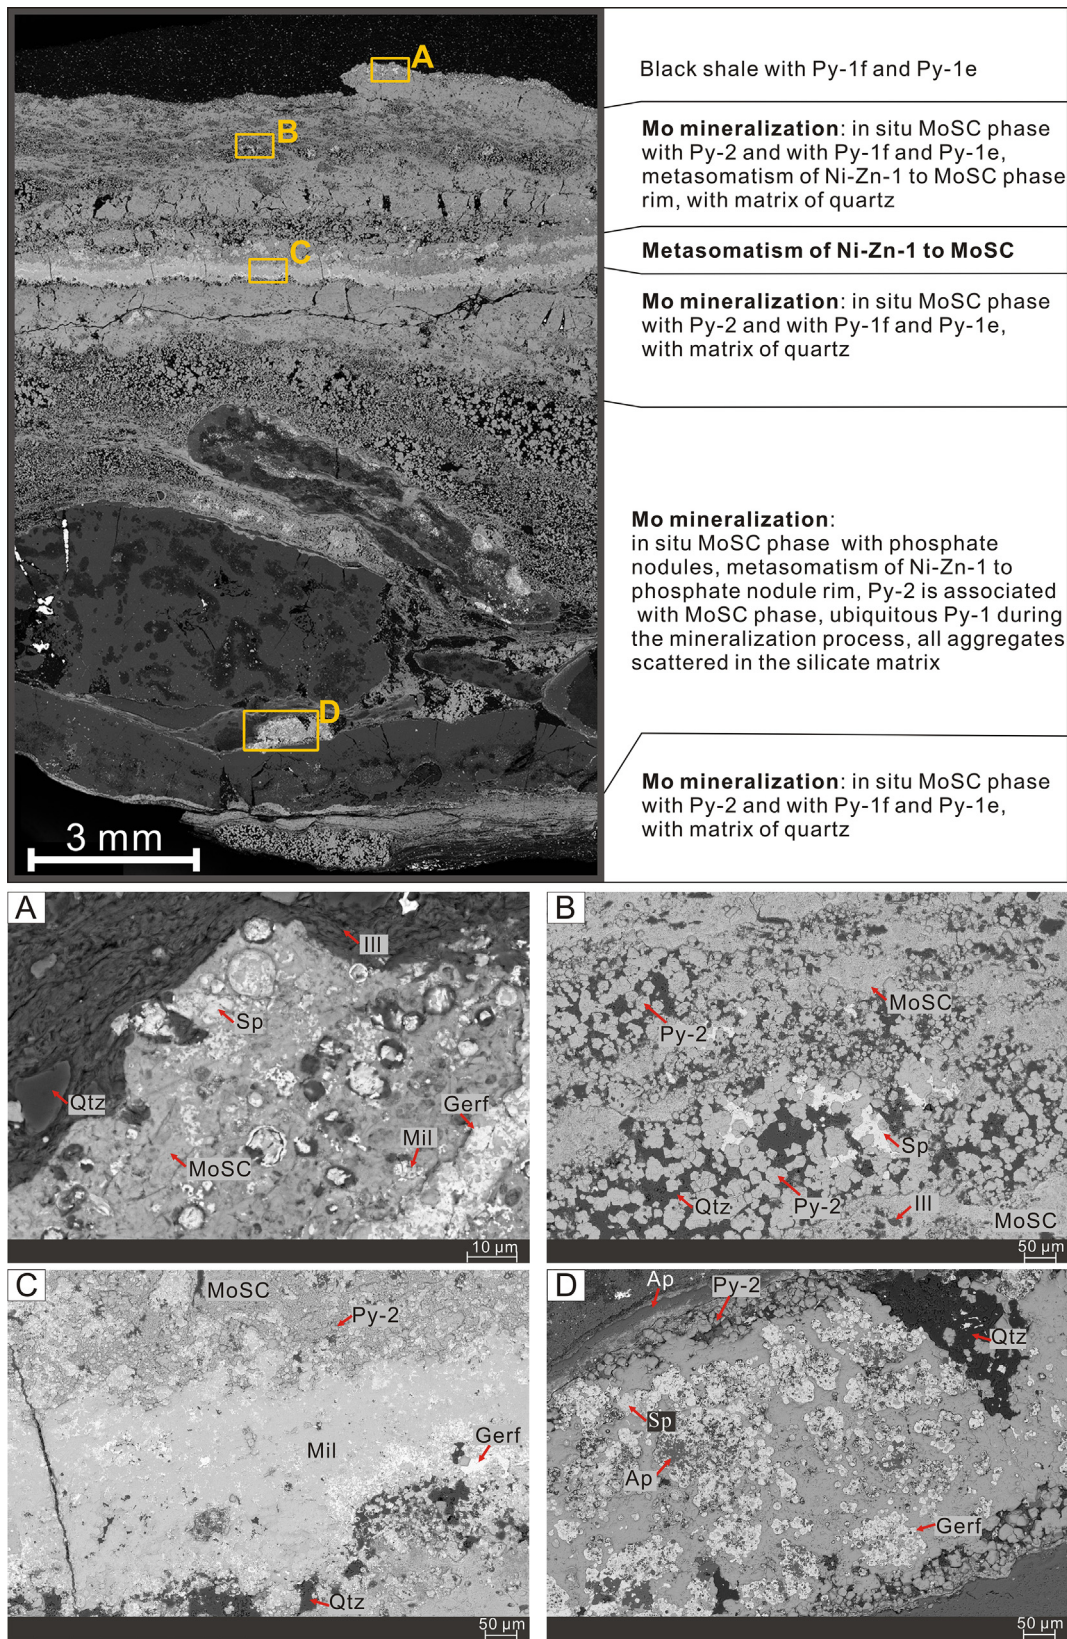 A
B
C
D
3 mm
Black shale with Py-1f and Py-1e
Mo mineralization: in situ MoSC phase
with Py-2 and with Py-1f and Py-1e,
metasomatism of Ni-Zn-1 to MoSC phase
rim, with matrix of quartz
Metasomatism of Ni-Zn-1 to MoSC
Mo mineralization: in situ MoSC phase
with Py-2 and with Py-1f and Py-1e,
with matrix of quartz
Mo mineralization:
in situ MoSC phase with phosphate
nodules, metasomatism of Ni-Zn-1 to
phosphate nodule rim, Py-2 is associated
with MoSC phase, ubiquitous Py-1 during
the mineralization process, all aggregates
scattered in the silicate matrix
Mo mineralization: in situ MoSC phase
with Py-2 and with Py-1f and Py-1e,
with matrix of quartz
A
Ill
Sp
Qtz
Gerf
Mil
MoSC
10 µm
B
MoSC
Py-2
Sp
Qtz
Py-2
Ill
MoSC
50 µm
C
MoSC
Py-2
Mil
Gerf
Qtz
50 µm
D
Ap
Py-2
Qtz
Sp
Ap
Gerf
50 µm